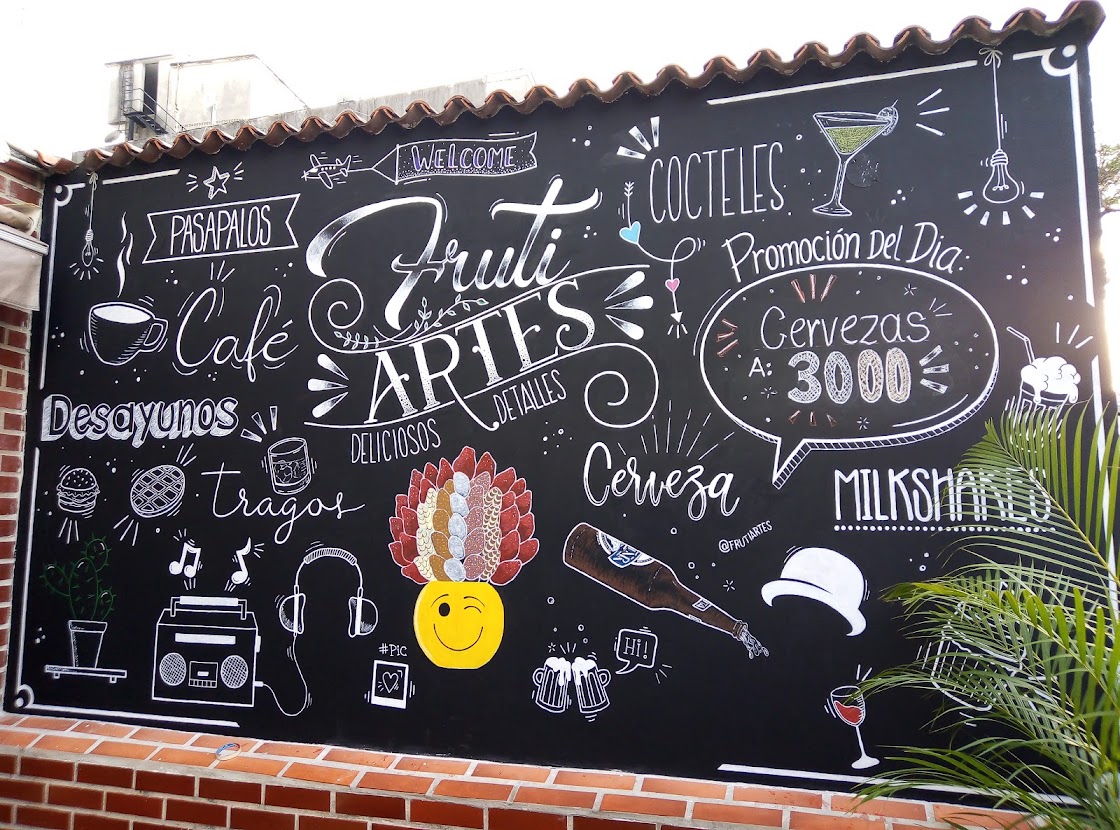 WELCOME
PASAPALOS
COCTELES
Fruti
ARTES
DELICIOSOS
DETALLES
Café
Promoción Del Dia:
Cervezas
A: 3000
Desayunos
Tragos
Cerveza
MILKSHAKES
@FRUTIARTES
Hi!
#PIC